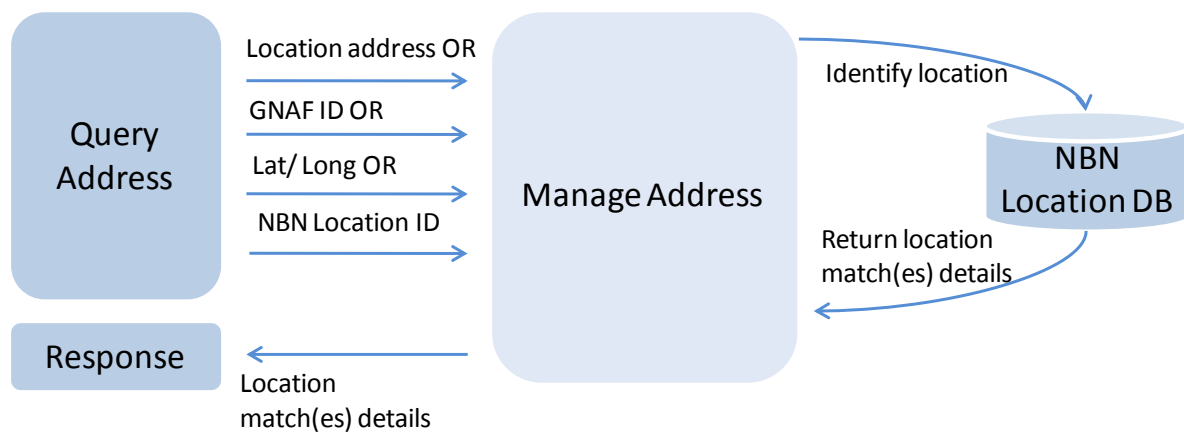 Query
Address
Location address OR
GNAF ID OR
Lat/ Long OR
NBN Location ID
Manage Address
Identify location
NBN
Location DB
Return location
match(es) details
Response
Location
match(es) details